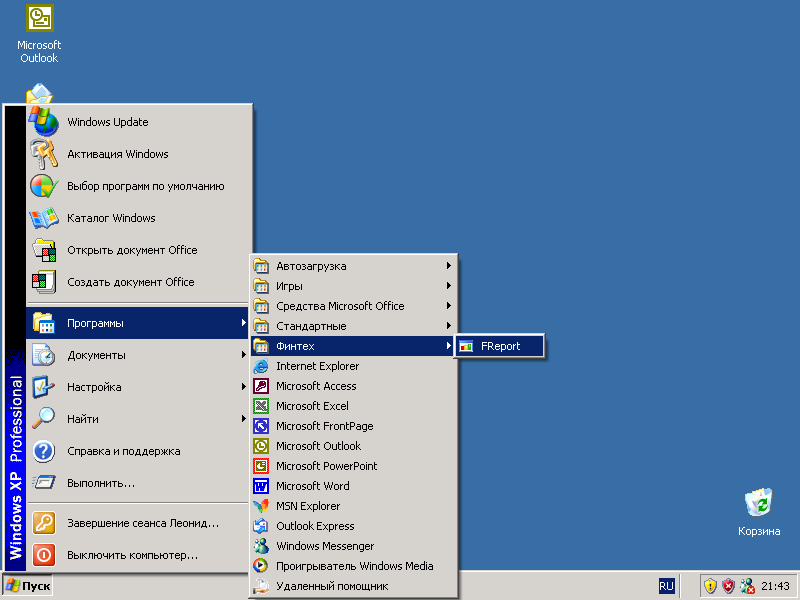 Microsoft
Outlook
Windows Update
Активация Windows
Выбор программ по умолчанию
Каталог Windows
Открыть документ Office
Создать документ Office
Программы
Документы
Настройка
Найти
Справка и поддержка
Выполнить...
Завершение сеанса Леонид...
Выключить компьютер...
Windows XP Professional
Автозагрузка
Игры
Средства Microsoft Office
Стандартные
Финтех
Internet Explorer
Microsoft Access
Microsoft Excel
Microsoft FrontPage
Microsoft Outlook
Microsoft PowerPoint
Microsoft Word
MSN Explorer
Outlook Express
Windows Messenger
Проигрыватель Windows Media
Удаленный помощник
FReport
Корзина
Пуск
RU
21:43